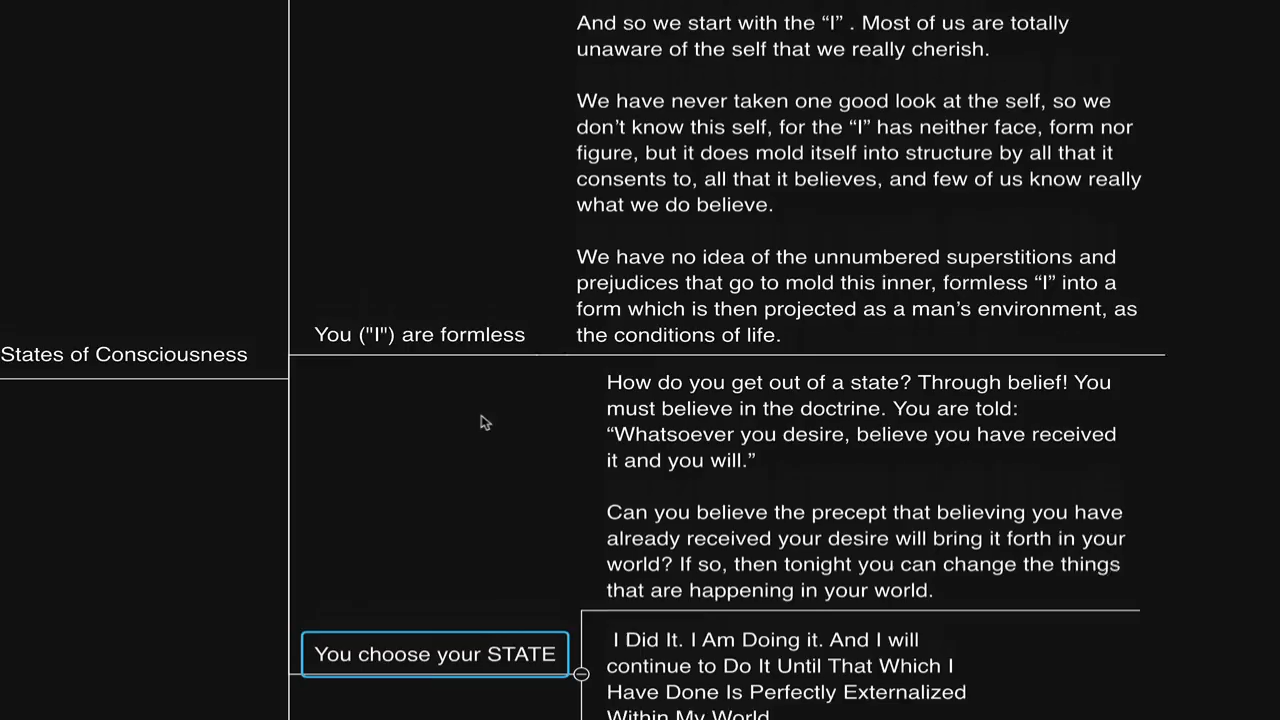 And so we start with the “I” . Most of us are totally
unaware of the self that we really cherish.
We have never taken one good look at the self, so we
don’t know this self, for the “I” has neither face, form nor
figure, but it does mold itself into structure by all that it
consents to, all that it believes, and few of us know really
what we do believe.
We have no idea of the unnumbered superstitions and
prejudices that go to mold this inner, formless “I” into a
form which is then projected as a man’s environment, as
the conditions of life.
You ("I") are formless
States of Consciousness
How do you get out of a state? Through belief! You
must believe in the doctrine. You are told:
“Whatsoever you desire, believe you have received
it and you will.”
Can you believe the precept that believing you have
already received your desire will bring it forth in your
world? If so, then tonight you can change the things
that are happening in your world.
You choose your STATE
I Did It. I Am Doing it. And I will
continue to Do It Until That Which I
Have Done Is Perfectly Externalized
Within My World